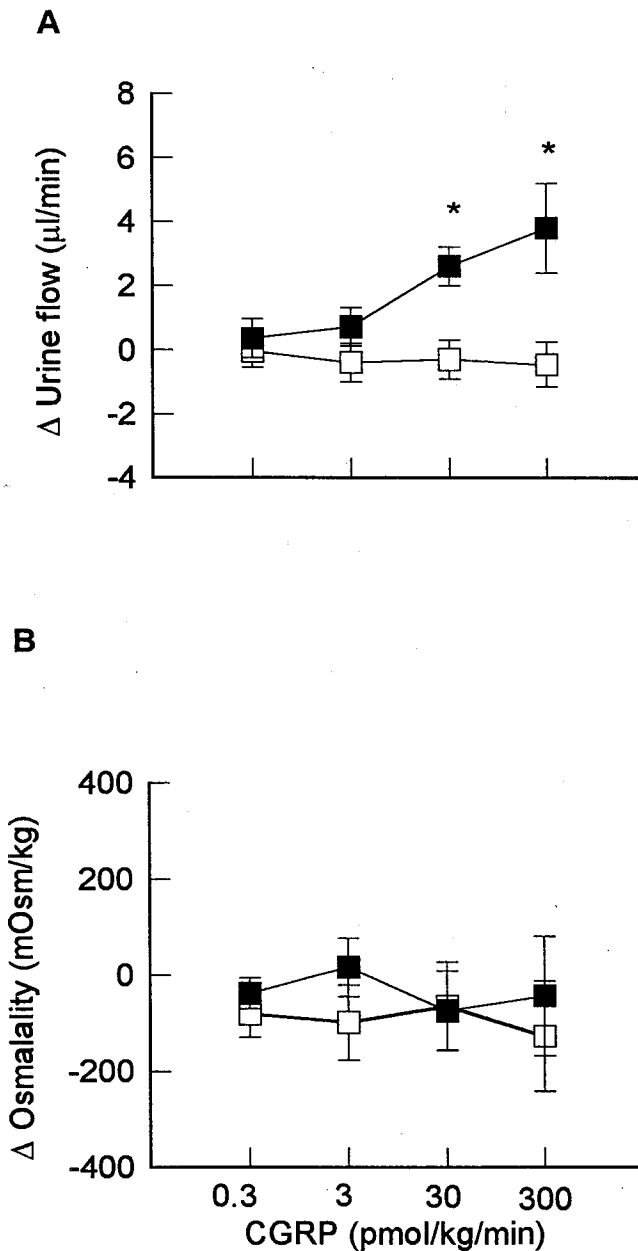 A
8
6
4
2
0
-2
-4
Δ Urine flow (μl/min)
*
*
B
400
200
0
-200
-400
Δ Osmalality (mOsm/kg)
0.3 3 30 300
CGRP (pmol/kg/min)